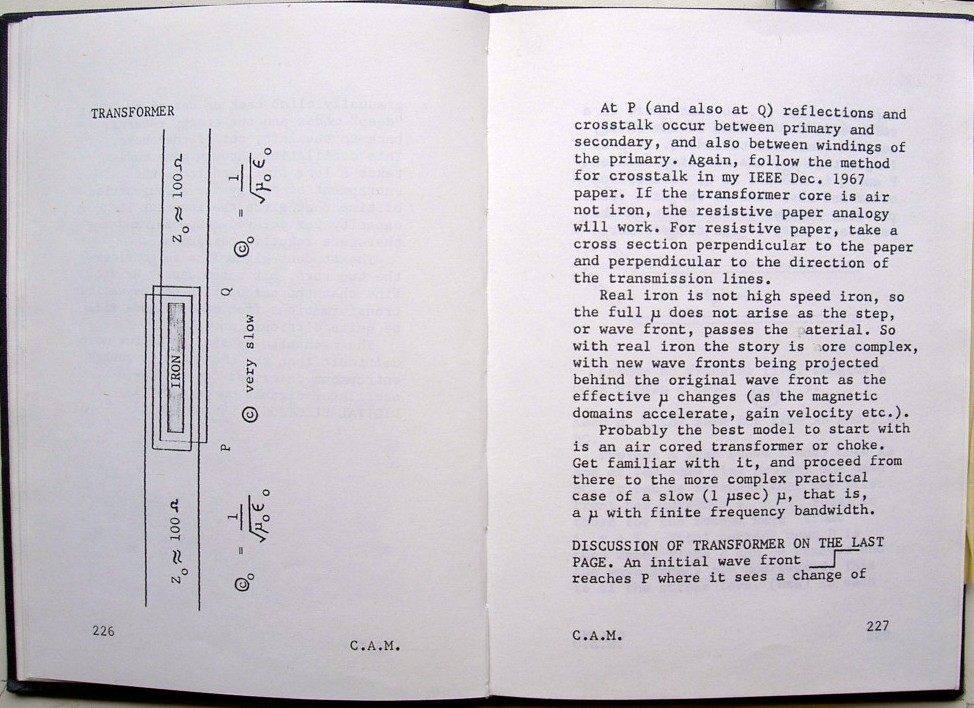 TRANSFORMER
Z₀ ≈ 100 Ω
Z₀ ≈ 100 Ω
IRON
P
Q
ⓒ₀ = 1/√μ₀ϵ₀
ⓒ very slow
ⓒ₀ = 1/√μ₀ϵ₀
226
C.A.M.
At P (and also at Q) reflections and
crosstalk occur between primary and
secondary, and also between windings of
the primary. Again, follow the method
for crosstalk in my IEEE Dec. 1967
paper. If the transformer core is air
not iron, the resistive paper analogy
will work. For resistive paper, take a
cross section perpendicular to the paper
and perpendicular to the direction of
the transmission lines.
Real iron is not high speed iron, so
the full μ does not arise as the step,
or wave front, passes the paterial. So
with real iron the story is ore complex,
with new wave fronts being projected
behind the original wave front as the
effective μ changes (as the magnetic
domains accelerate, gain velocity etc.).
Probably the best model to start with
is an air cored transformer or choke.
Get familiar with it, and proceed from
there to the more complex practical
case of a slow (1 μsec) μ, that is,
a μ with finite frequency bandwidth.
DISCUSSION OF TRANSFORMER ON THE LAST
PAGE. An initial wave front
reaches P where it sees a change of
C.A.M.
227